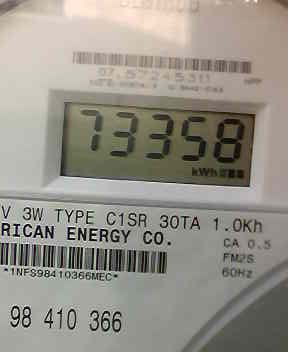 73358
kWh
V 3W TYPE C1SR 30TA 1.0Kh
RICAN ENERGY CO.
CA 0.5
FM2S
60Hz
*1NFS98410366MEC*
98 410 366